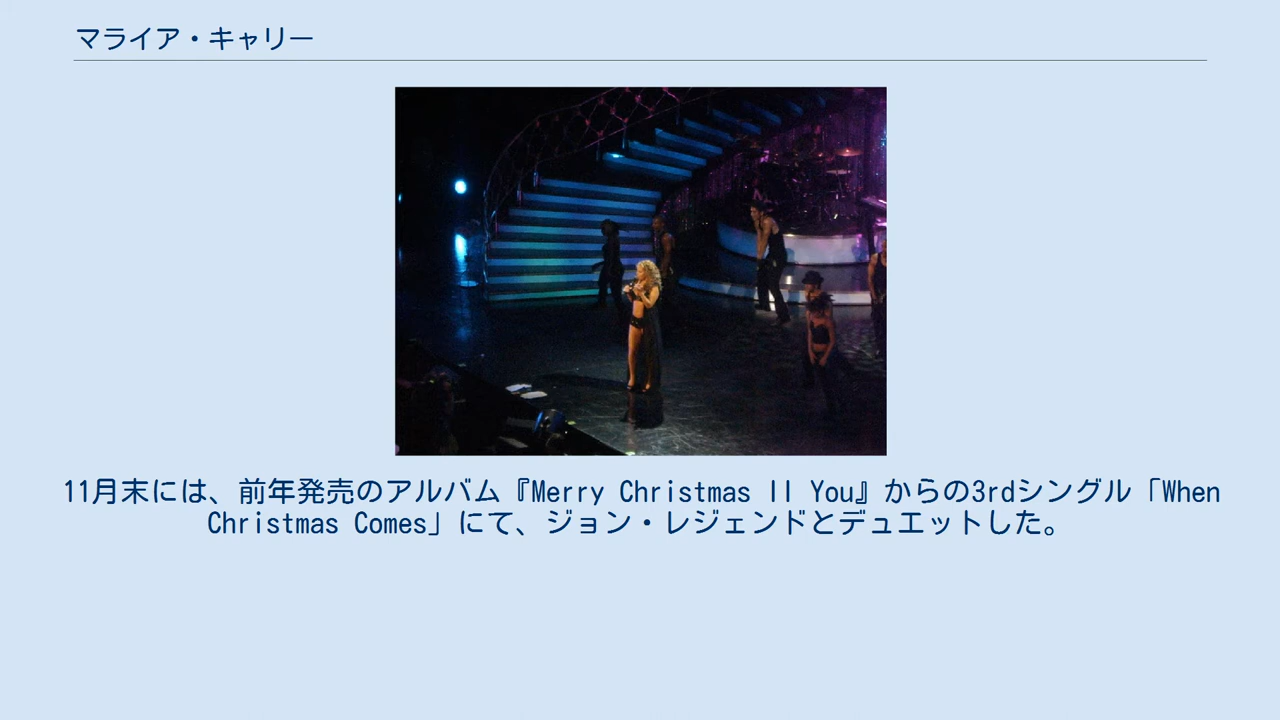 マライア・キャリー
11月末には、前年発売のアルバム『Merry Christmas II You』からの3rdシングル「When
Christmas Comes」にて、ジョン・レジェンドとデュエットした。